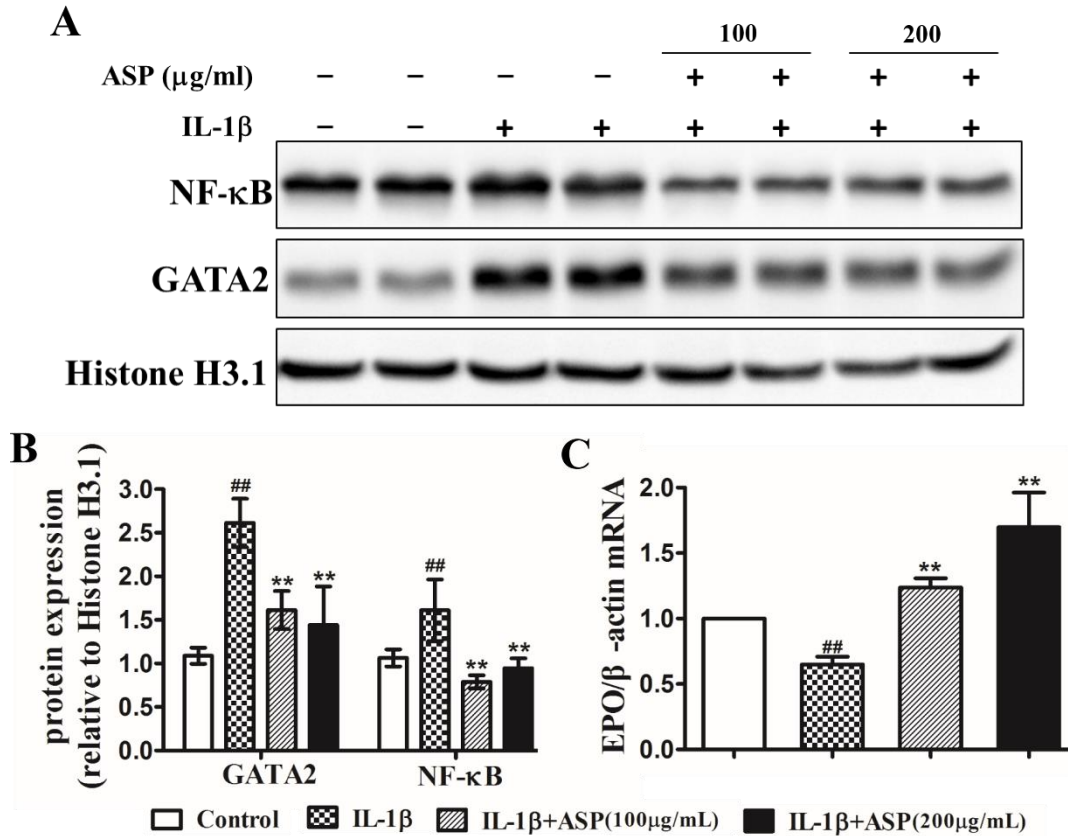 A
100 200
ASP (μg/ml) − − − − + + + +
IL-1β − − + + + + + +
NF-κB
GATA2
Histone H3.1
B
protein expression
(relative to Histone H3.1)
3.0
2.5
2.0
1.5
1.0
0.5
0.0
##
**
**
##
**
**
GATA2 NF-κB
C
EPO/β -actin mRNA
2.0
1.5
1.0
0.5
0.0
##
**
**
Control IL-1β IL-1β+ASP(100μg/mL) IL-1β+ASP(200μg/mL)